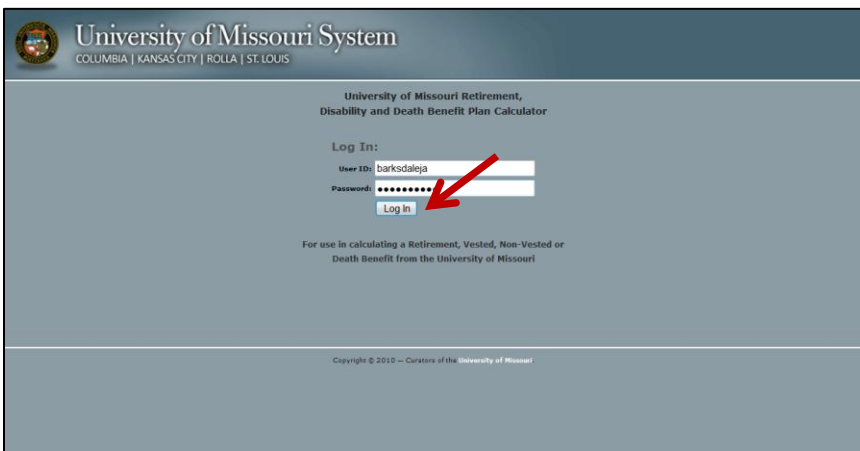 University of Missouri System
COLUMBIA | KANSAS CITY | ROLLA | ST. LOUIS
University of Missouri Retirement,
Disability and Death Benefit Plan Calculator
Log In:
User ID: barksdaleja
Password: ●●●●●●●●●●
Log In
For use in calculating a Retirement, Vested, Non-Vested or
Death Benefit from the University of Missouri
Copyright © 2010 — Curators of the University of Missouri.